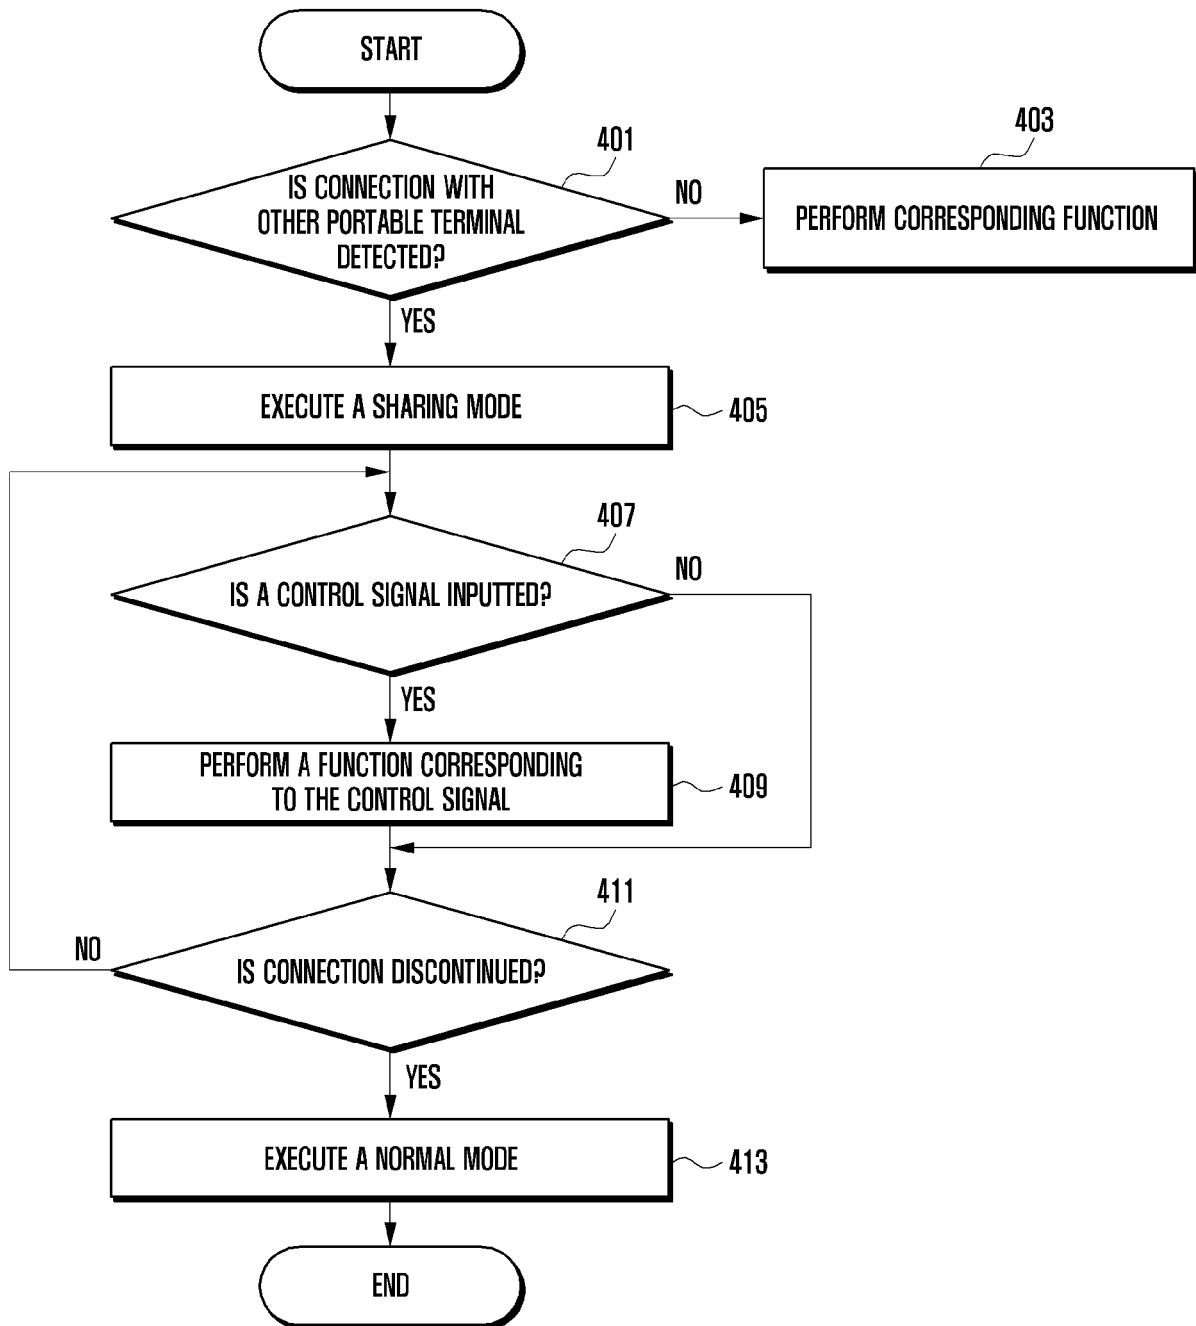 START
401
IS CONNECTION WITH
OTHER PORTABLE TERMINAL
DETECTED?
NO
403
PERFORM CORRESPONDING FUNCTION
YES
EXECUTE A SHARING MODE
405
407
IS A CONTROL SIGNAL INPUTTED?
NO
YES
PERFORM A FUNCTION CORRESPONDING
TO THE CONTROL SIGNAL
409
411
IS CONNECTION DISCONTINUED?
NO
YES
EXECUTE A NORMAL MODE
413
END